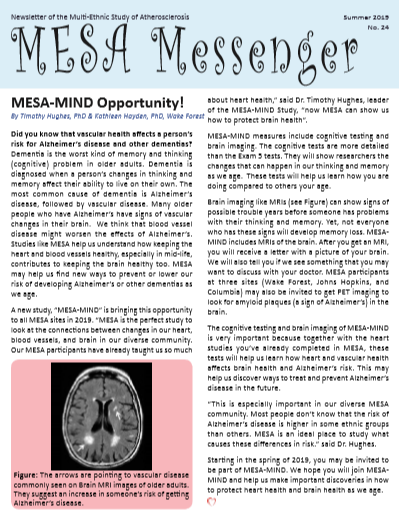 Newsletter of the Multi-Ethnic Study of Atherosclerosis
Summer 2019
No. 24
MESA Messenger
MESA-MIND Opportunity!
By Timothy Hughes, PhD & Kathleen Hayden, PhD, Wake Forest
Did you know that vascular health affects a person's
risk for Alzheimer's disease and other dementias?
Dementia is the worst kind of memory and thinking
(cognitive) problem in older adults. Dementia is
diagnosed when a person's changes in thinking and
memory affect their ability to live on their own. The
most common cause of dementia is Alzheimer's
disease, followed by vascular disease. Many older
people who have Alzheimer's have signs of vascular
changes in their brain. We think that blood vessel
disease might worsen the effects of Alzheimer's.
Studies like MESA help us understand how keeping the
heart and blood vessels healthy, especially in mid-life,
contributes to keeping the brain healthy too. MESA
may help us find new ways to prevent or lower our
risk of developing Alzheimer's or other dementias as
we age.
A new study, "MESA-MIND" is bringing this opportunity
to all MESA sites in 2019. "MESA is the perfect study to
look at the connections between changes in our heart,
blood vessels, and brain in our diverse community.
Our MESA participants have already taught us so much
Figure: The arrows are pointing to vascular disease
commonly seen on Brain MRI images of older adults.
They suggest an increase in someone's risk of getting
Alzheimer's disease.
about heart health," said Dr. Timothy Hughes, leader
of the MESA-MIND Study, "now MESA can show us
how to protect brain health".
MESA-MIND measures include cognitive testing and
brain imaging. The cognitive tests are more detailed
than the Exam 5 tests. They will show researchers the
changes that can happen in our thinking and memory
as we age. These tests will help us learn how you are
doing compared to others your age.
Brain imaging like MRIs (see Figure) can show signs of
possible trouble years before someone has problems
with their thinking and memory. Yet, not everyone
who has these signs will develop memory loss. MESA-
MIND includes MRIs of the brain. After you get an MRI,
you will receive a letter with a picture of your brain.
We will also tell you if we see something that you may
want to discuss with your doctor. MESA participants
at three sites (Wake Forest, Johns Hopkins, and
Columbia) may also be invited to get PET imaging to
look for amyloid plaques (a sign of Alzheimer's) in the
brain.
The cognitive testing and brain imaging of MESA-MIND
is very important because together with the heart
studies you've already completed in MESA, these
tests will help us learn how heart and vascular health
affects brain health and Alzheimer's disease. This may
help us discover ways to treat and prevent Alzheimer's
disease in the future.
"This is especially important in our diverse MESA
community. Most people don't know that the risk of
Alzheimer's disease is higher in some ethnic groups
than others. MESA is an ideal place to study what
causes these differences in risk." said Dr. Hughes.
Starting in the spring of 2019, you may be invited to
be part of MESA-MIND. We hope you will join MESA-
MIND and help us make important discoveries in how
to protect heart health and brain health as we age.